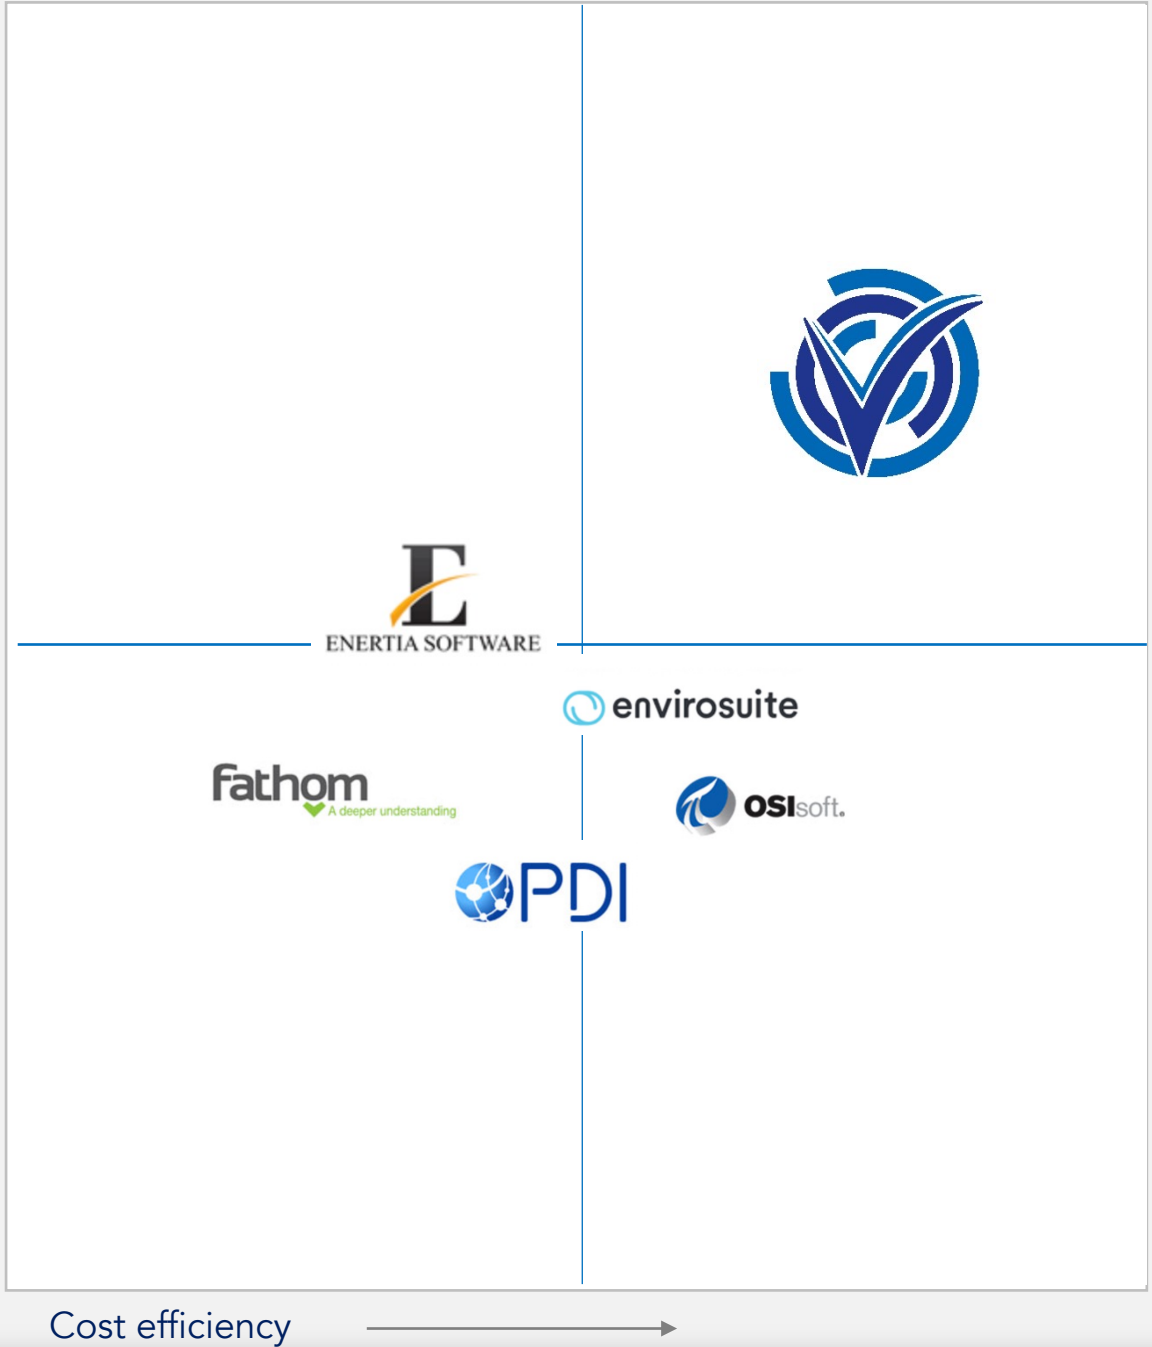 E
ENERTIA SOFTWARE
envirosuite
fathom
A deeper understanding
OSIsoft.
PDI
Cost efficiency